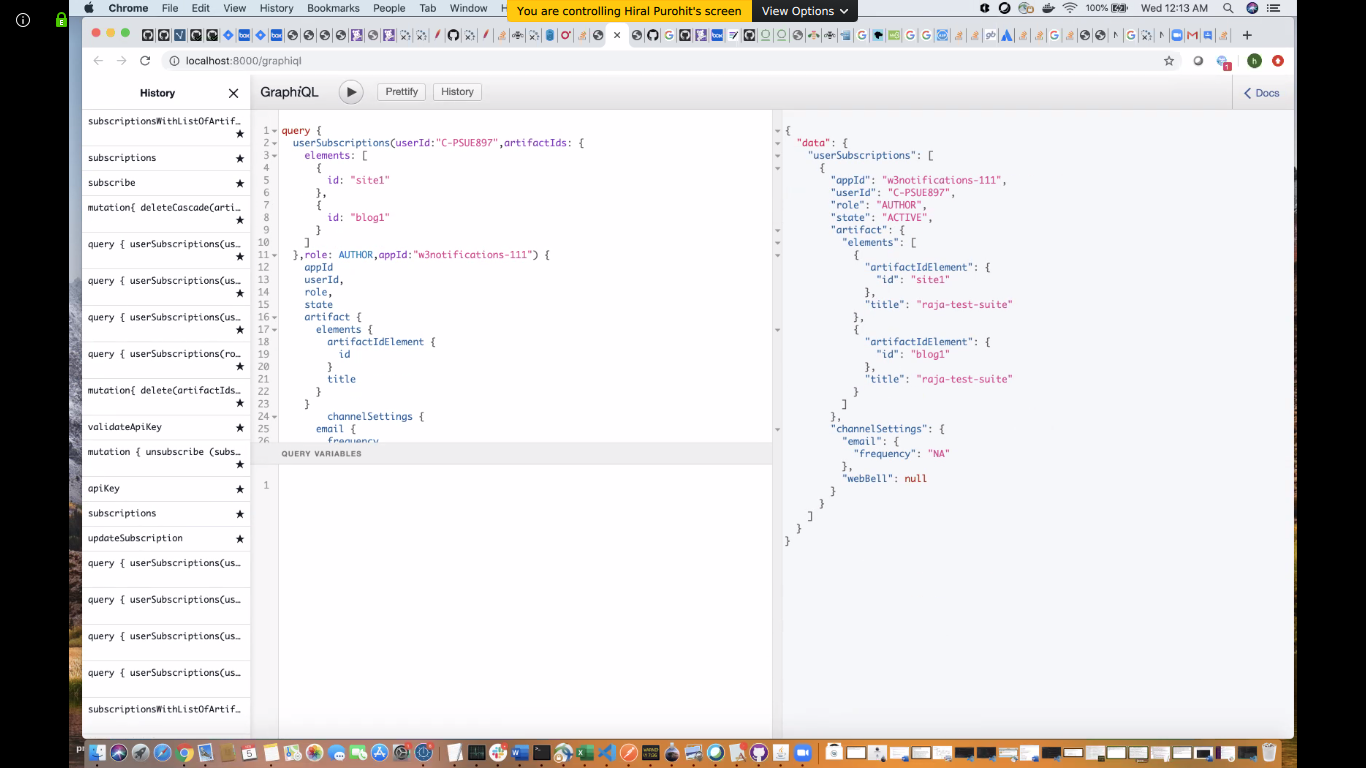 Chrome File Edit View History Bookmarks People Tab Window H
You are controlling Hiral Purohit's screen
View Options
100%
Wed 12:13 AM
localhost:8000/graphiql
1
h
History
GraphiQL
Prettify
History
Docs
subscriptionsWithListOfArtif…
subscriptions
subscribe
mutation{ deleteCascade(arti…
query { userSubscriptions(us…
query { userSubscriptions(us…
query { userSubscriptions(us…
query { userSubscriptions(ro…
mutation{ delete(artifactIds…
validateApiKey
mutation { unsubscribe (subs…
apiKey
subscriptions
updateSubscription
query { userSubscriptions(us…
query { userSubscriptions(us…
query { userSubscriptions(us…
query { userSubscriptions(us…
subscriptionsWithListOfArtif…
1 query {
2 userSubscriptions(userId:"C-PSUE897",artifactIds: {
3 elements: [
4 {
5 id: "site1"
6 },
7 {
8 id: "blog1"
9 }
10 ]
11 },role: AUTHOR,appId:"w3notifications-111") {
12 appId
13 userId,
14 role,
15 state
16 artifact {
17 elements {
18 artifactIdElement {
19 id
20 }
21 title
22 }
23 }
24 channelSettings {
25 email {
26 frequency
QUERY VARIABLES
1
{
"data": {
"userSubscriptions": [
{
"appId": "w3notifications-111",
"userId": "C-PSUE897",
"role": "AUTHOR",
"state": "ACTIVE",
"artifact": {
"elements": [
{
"artifactIdElement": {
"id": "site1"
},
"title": "raja-test-suite"
},
{
"artifactIdElement": {
"id": "blog1"
},
"title": "raja-test-suite"
}
]
},
"channelSettings": {
"email": {
"frequency": "NA"
},
"webBell": null
}
}
]
}
}